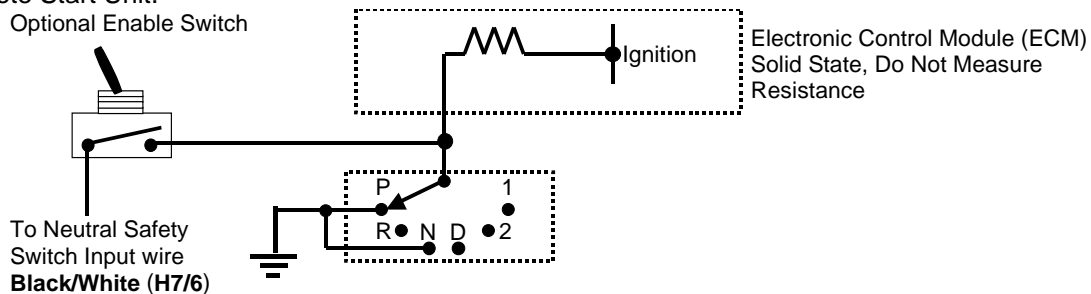 Optional Enable Switch
Ignition
Electronic Control Module (ECM)
Solid State, Do Not Measure
Resistance
P
1
R
N
D
2
To Neutral Safety
Switch Input wire
Black/White (H7/6)